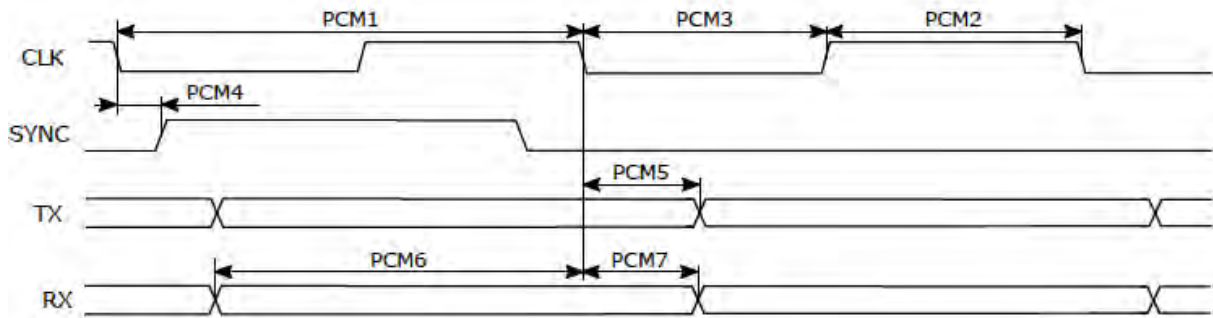 PCM1 PCM3 PCM2
CLK
PCM4
SYNC
PCM5
TX
PCM6 PCM7
RX